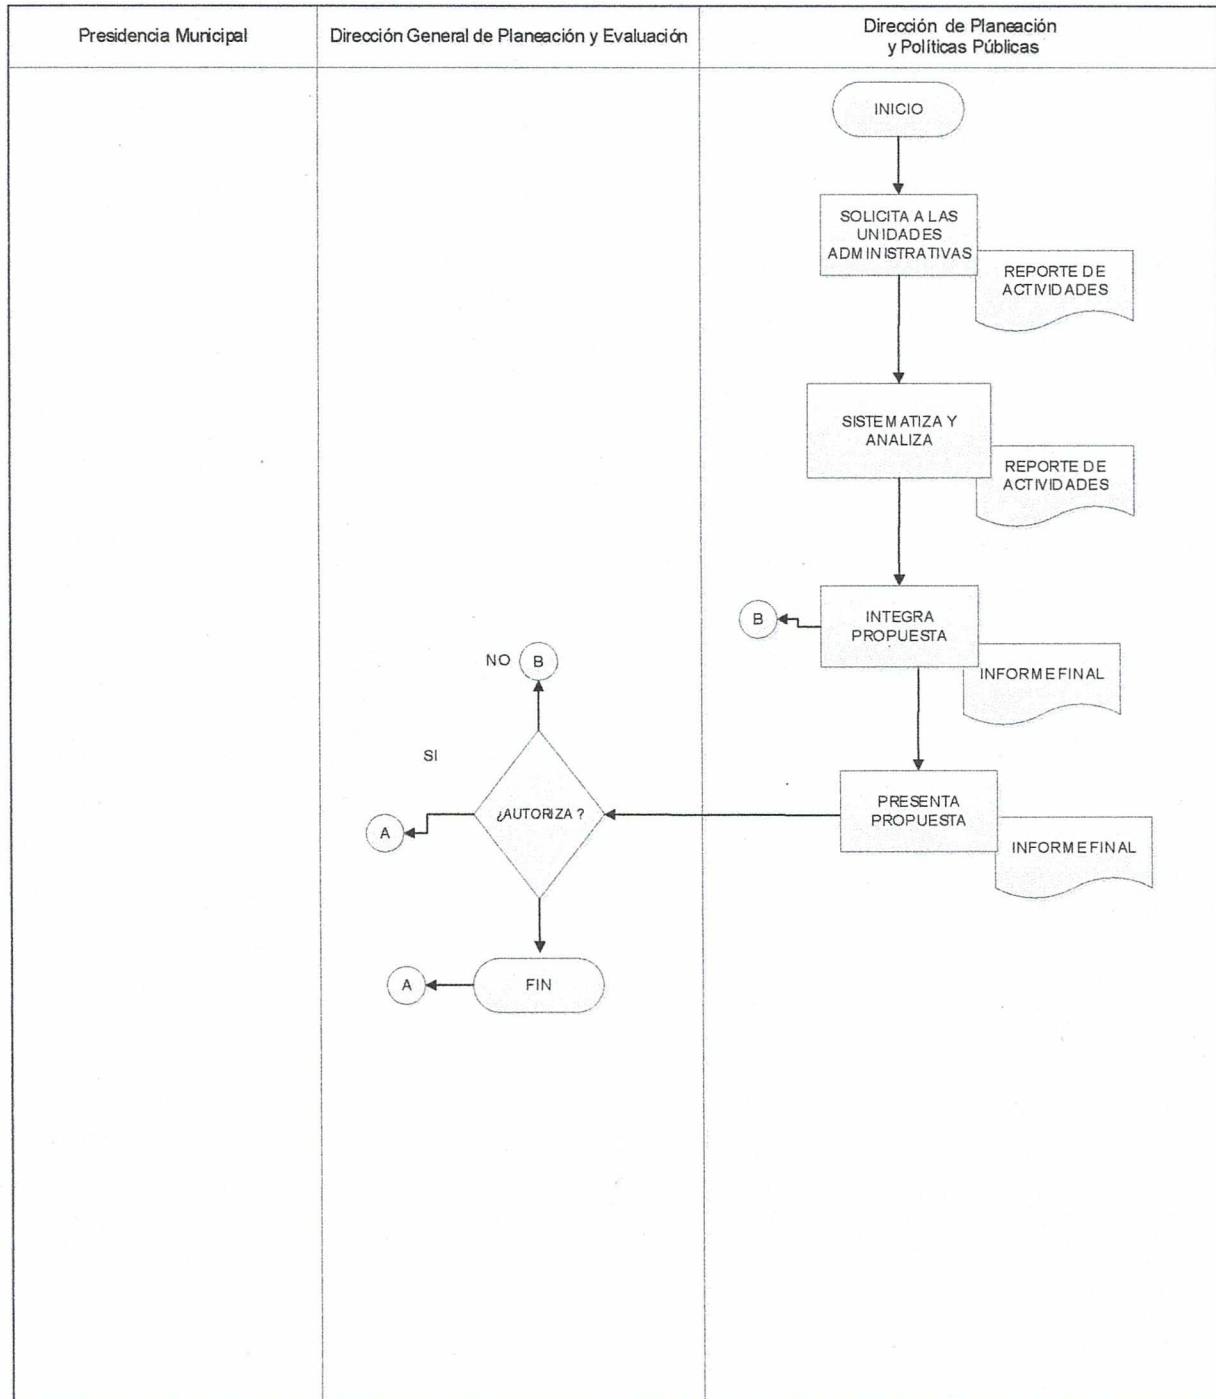 Presidencia Municipal
Dirección General de Planeación y Evaluación
Dirección de Planeación
y Políticas Públicas
INICIO
SOLICITA A LAS
UNIDADES
ADMINISTRATIVAS
REPORTE DE
ACTIVIDADES
SISTEMATIZA Y
ANALIZA
REPORTE DE
ACTIVIDADES
B
INTEGRA
PROPUESTA
INFORME FINAL
NO
B
SI
A
¿AUTORIZA ?
PRESENTA
PROPUESTA
INFORME FINAL
A
FIN